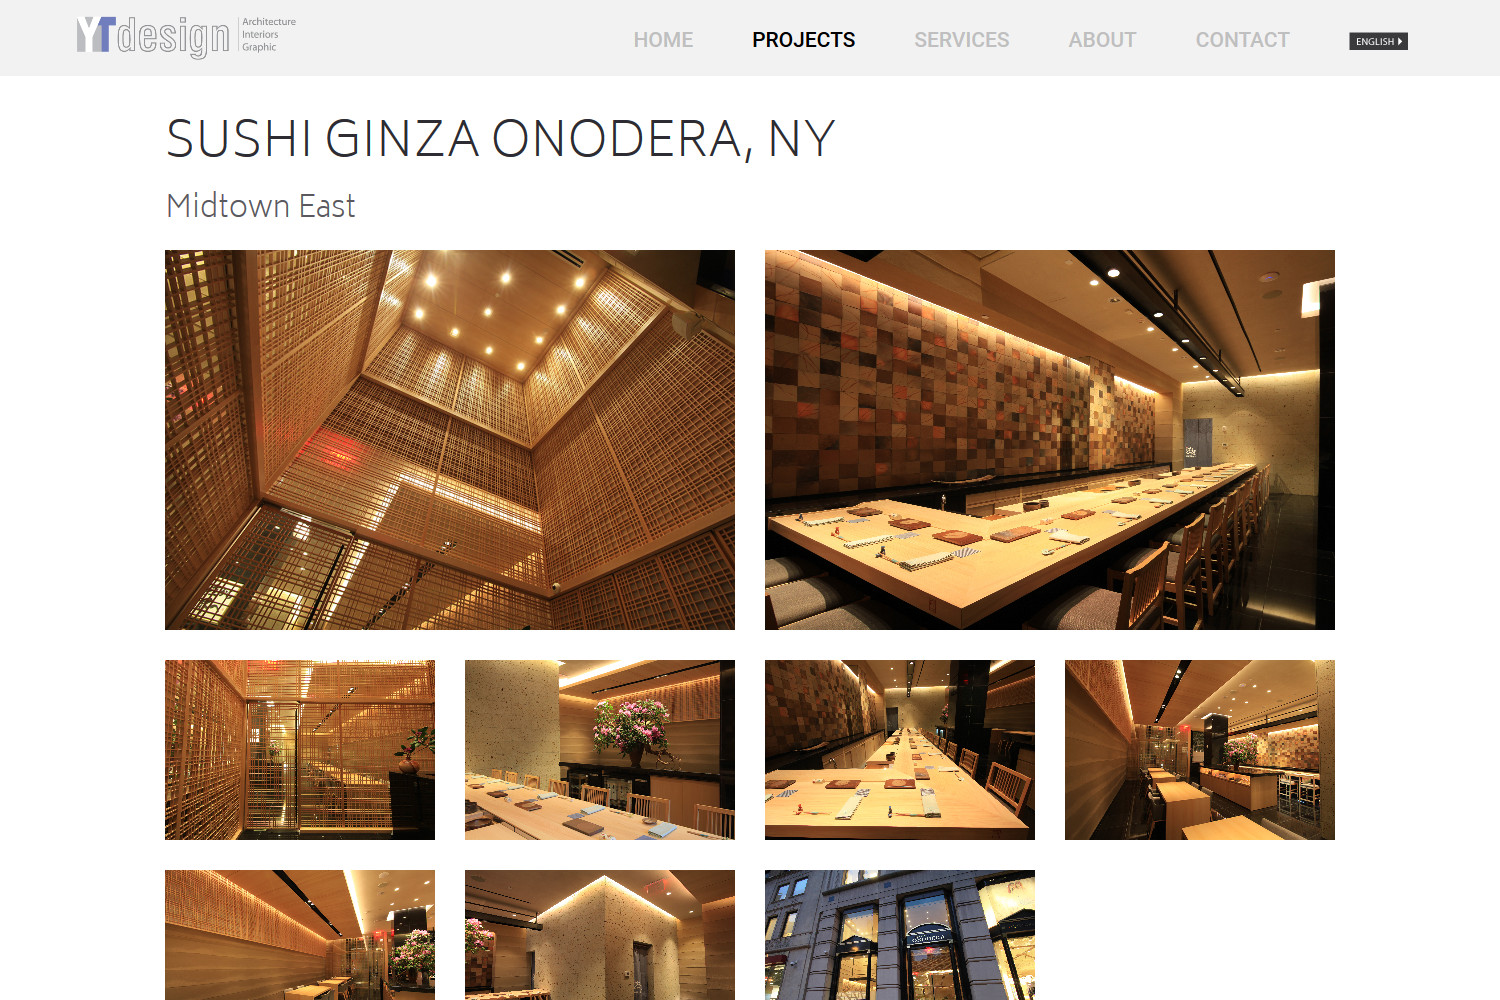 YTdesign
Architecture
Interiors
Graphic
HOME
PROJECTS
SERVICES
ABOUT
CONTACT
ENGLISH
SUSHI GINZA ONODERA, NY
Midtown East